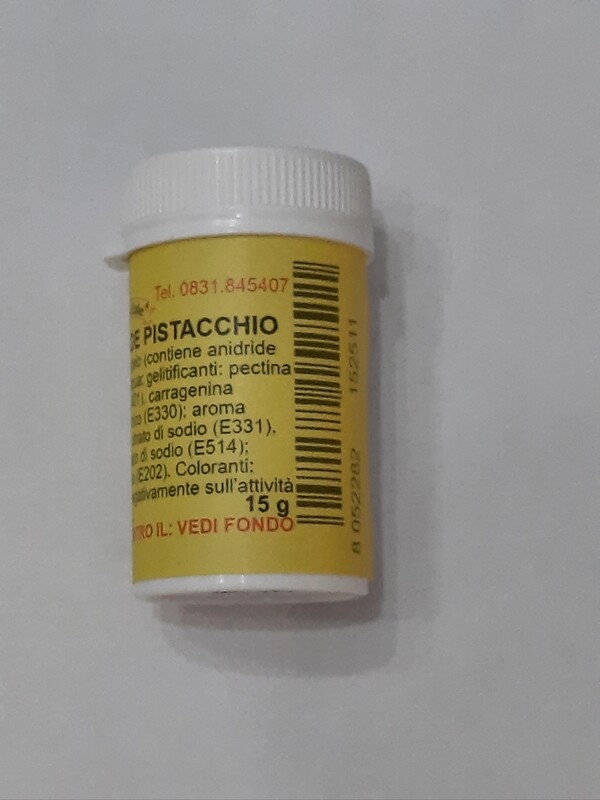 Tel. 0831.845407
DE PISTACCHIO
(contiene anidride
gelitificanti: pectina
carragenina
(E330); aroma
di sodio (E331),
di sodio (E514);
(E202). Coloranti:
sull'attività
15 g
IL: VEDI FONDO
8 052282 152511